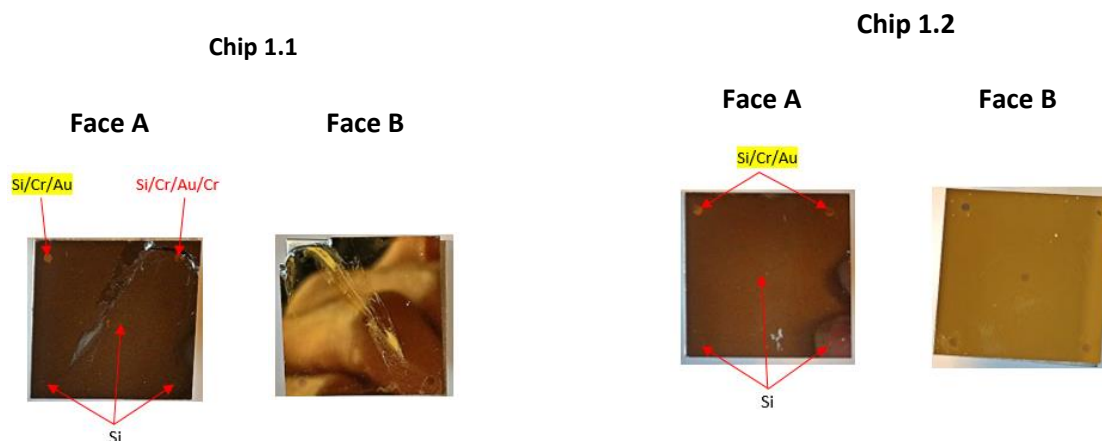 Chip 1.1
Face A
Face B
Si/Cr/Au
Si/Cr/Au/Cr
Si
Chip 1.2
Face A
Face B
Si/Cr/Au
Si